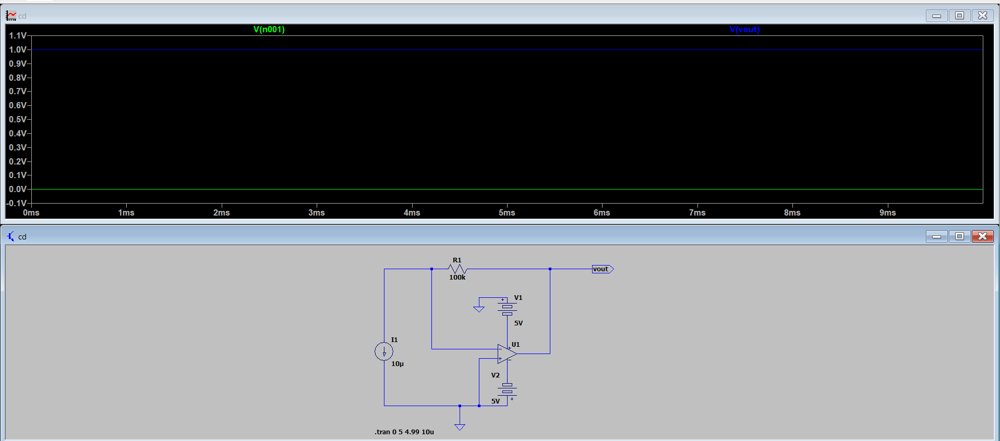 cd
V(n001) V(vout)
1.1V
1.0V
0.9V
0.8V
0.7V
0.6V
0.5V
0.4V
0.3V
0.2V
0.1V
0.0V
-0.1V
0ms 1ms 2ms 3ms 4ms 5ms 6ms 7ms 8ms 9ms
cd
R1
100k
vout
V1
5V
I1
10µ
U1
V2
5V
.tran 0 5 4.99 10u